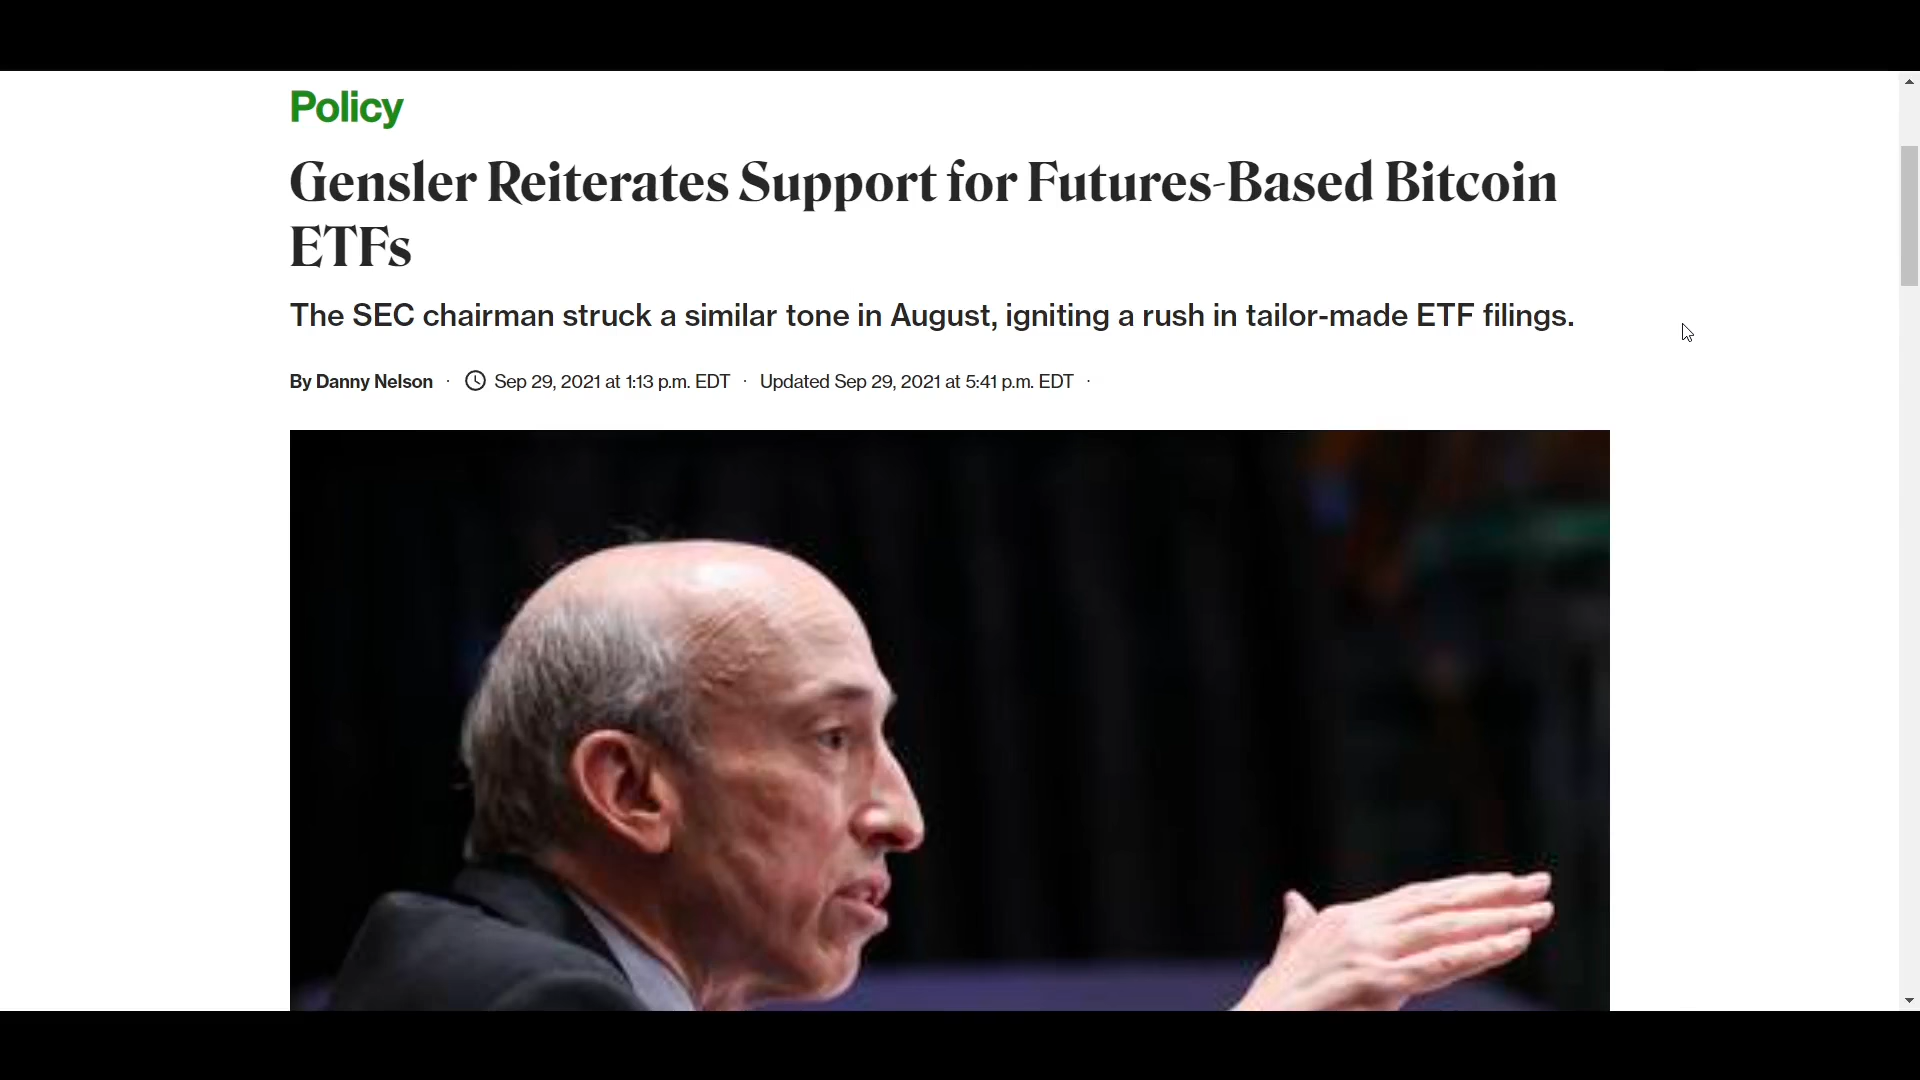 Policy
Gensler Reiterates Support for Futures-Based Bitcoin
ETFs
The SEC chairman struck a similar tone in August, igniting a rush in tailor-made ETF filings.
By Danny Nelson · Sep 29, 2021 at 1:13 p.m. EDT · Updated Sep 29, 2021 at 5:41 p.m. EDT ·